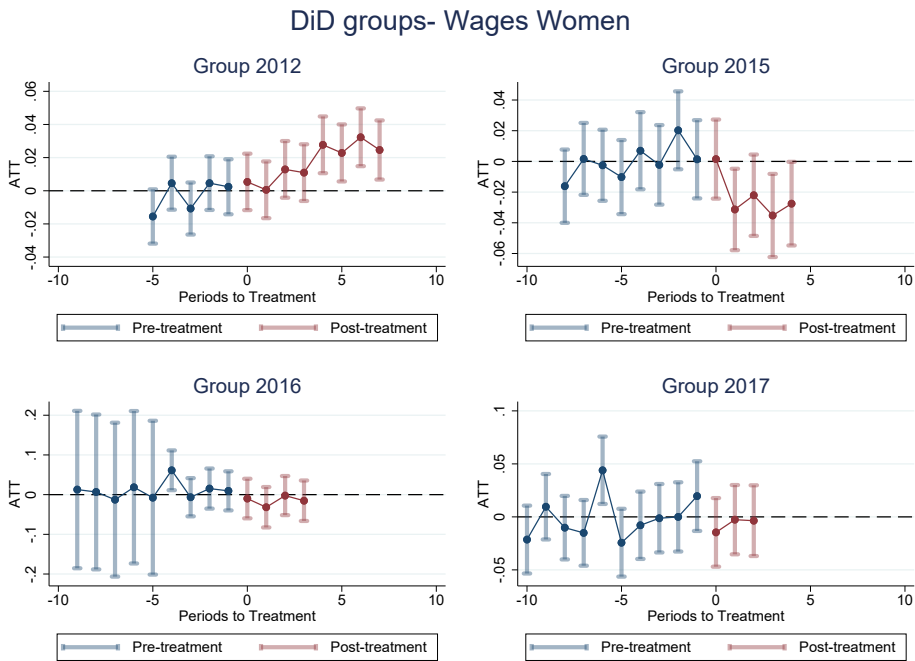 DiD groups- Wages Women
Group 2012
ATT
.06
.04
.02
0
-.02
-.04
-10 -5 0 5 10
Periods to Treatment
Pre-treatment Post-treatment
Group 2015
ATT
.04
.02
0
-.02
-.04
-.06
-10 -5 0 5 10
Periods to Treatment
Pre-treatment Post-treatment
Group 2016
ATT
.2
.1
0
-.1
-.2
-10 -5 0 5 10
Periods to Treatment
Pre-treatment Post-treatment
Group 2017
ATT
.1
.05
0
-.05
-10 -5 0 5 10
Periods to Treatment
Pre-treatment Post-treatment